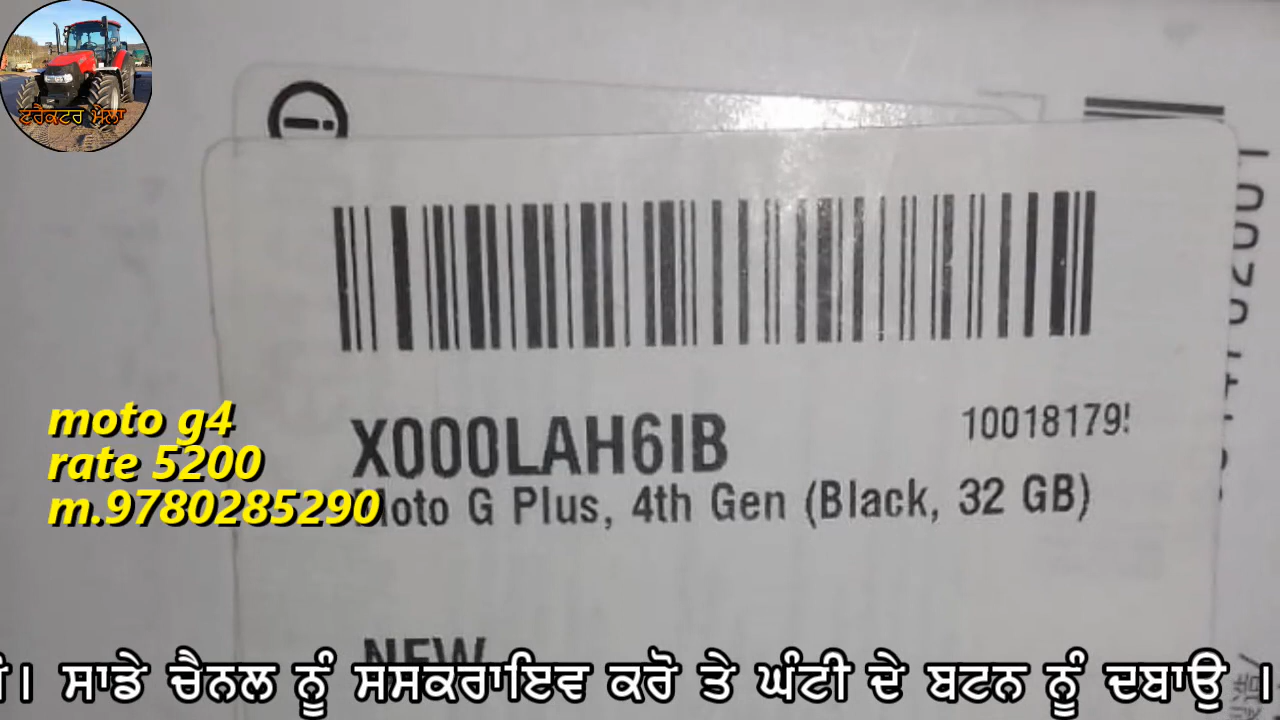 ਟਰੈਕਟਰ ਮੇਲਾ
X000LAH6IB
10018179
Moto G Plus, 4th Gen (Black, 32 GB)
NEW
moto g4
rate 5200
m.9780285290
ਸਾਡੇ ਚੈਨਲ ਨੂੰ ਸਸਕਰਾਇਵ ਕਰੋ ਤੇ ਘੰਟੀ ਦੇ ਬਟਨ ਨੂੰ ਦਬਾਉ ।